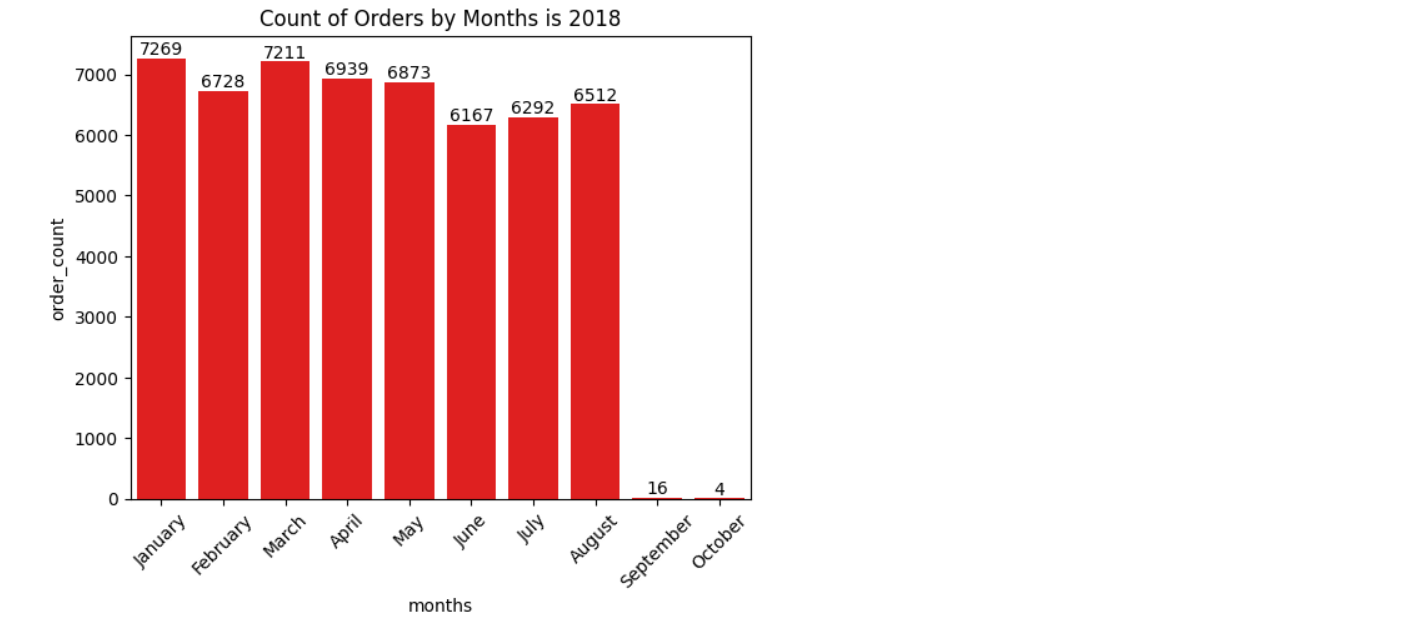 Count of Orders by Months is 2018
7269
6728
7211
6939
6873
6167
6292
6512
16
4
7000
6000
5000
4000
3000
2000
1000
0
order_count
January
February
March
April
May
June
July
August
September
October
months